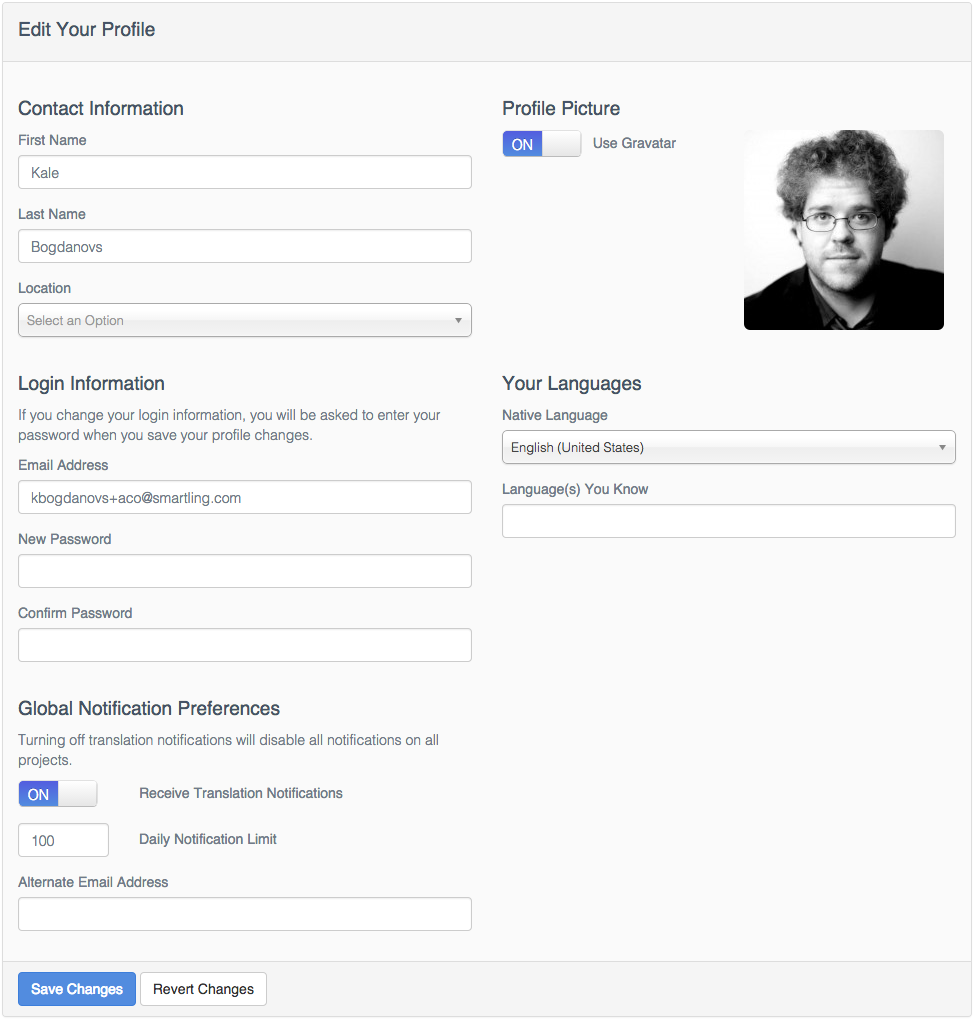 Edit Your Profile
Contact Information
First Name
Kale
Last Name
Bogdanovs
Location
Select an Option
Profile Picture
ON
Use Gravatar
Login Information
If you change your login information, you will be asked to enter your
password when you save your profile changes.
Email Address
kbogdanovs+aco@smartling.com
New Password
Confirm Password
Your Languages
Native Language
English (United States)
Language(s) You Know
Global Notification Preferences
Turning off translation notifications will disable all notifications on all
projects.
ON
Receive Translation Notifications
100
Daily Notification Limit
Alternate Email Address
Save Changes
Revert Changes